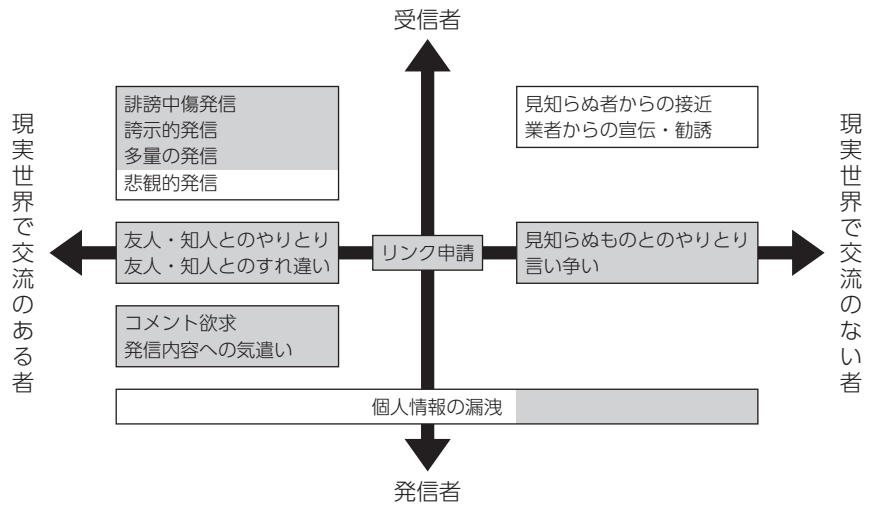 受信者
誹謗中傷発信
誇示的発信
多量の発信
悲観的発信
見知らぬ者からの接近
業者からの宣伝・勧誘
現実世界で交流のある者
現実世界で交流のない者
友人・知人とのやりとり
友人・知人とのすれ違い
リンク申請
見知らぬものとのやりとり
言い争い
コメント欲求
発信内容への気遣い
個人情報の漏洩
発信者